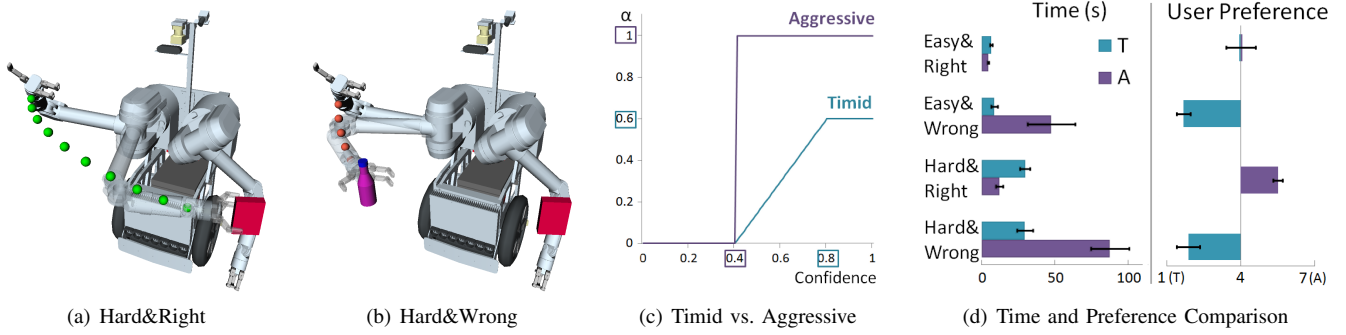 α
1
0.8
0.6
0.4
0.2
0
Aggressive
Timid
0 0.2 0.4 0.6 0.8 1
Confidence
Time (s)
T
A
Easy&
Right
Easy&
Wrong
Hard&
Right
Hard&
Wrong
0 50 100
User Preference
1 (T) 4 7(A)
(a) Hard&Right
(b) Hard&Wrong
(c) Timid vs. Aggressive
(d) Time and Preference Comparison